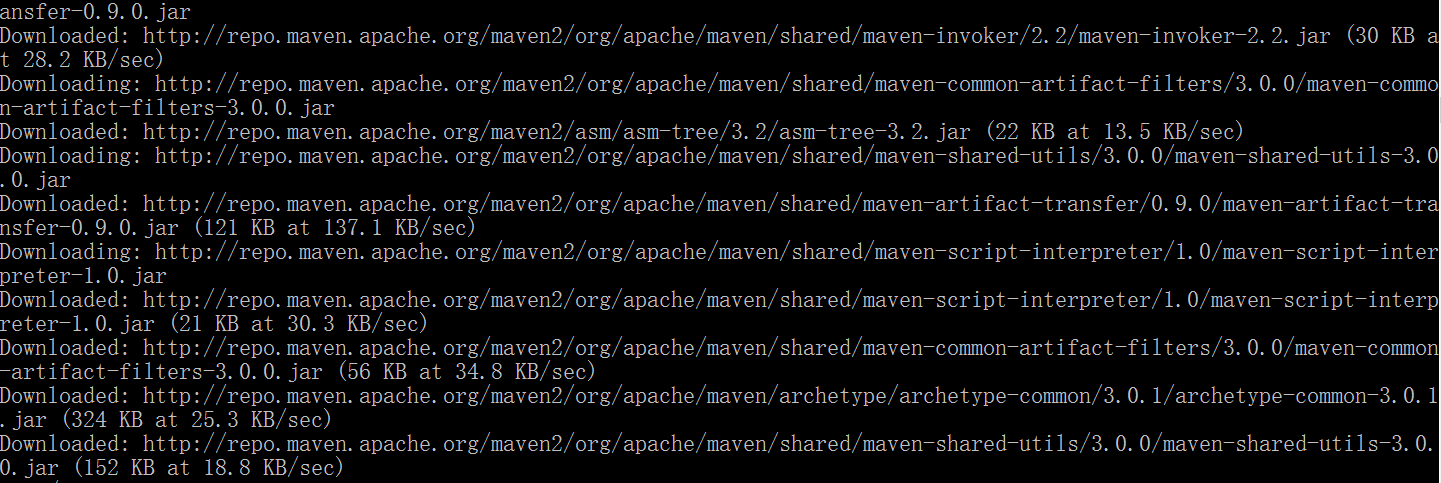 ansfer-0.9.0.jar
Downloaded: http://repo.maven.apache.org/maven2/org/apache/maven/shared/maven-invoker/2.2/maven-invoker-2.2.jar (30 KB a
t 28.2 KB/sec)
Downloading: http://repo.maven.apache.org/maven2/org/apache/maven/shared/maven-common-artifact-filters/3.0.0/maven-commo
n-artifact-filters-3.0.0.jar
Downloaded: http://repo.maven.apache.org/maven2/asm/asm-tree/3.2/asm-tree-3.2.jar (22 KB at 13.5 KB/sec)
Downloading: http://repo.maven.apache.org/maven2/org/apache/maven/shared/maven-shared-utils/3.0.0/maven-shared-utils-3.0
.0.jar
Downloaded: http://repo.maven.apache.org/maven2/org/apache/maven/shared/maven-artifact-transfer/0.9.0/maven-artifact-tra
nsfer-0.9.0.jar (121 KB at 137.1 KB/sec)
Downloading: http://repo.maven.apache.org/maven2/org/apache/maven/shared/maven-script-interpreter/1.0/maven-script-inter
preter-1.0.jar
Downloaded: http://repo.maven.apache.org/maven2/org/apache/maven/shared/maven-script-interpreter/1.0/maven-script-interp
reter-1.0.jar (21 KB at 30.3 KB/sec)
Downloaded: http://repo.maven.apache.org/maven2/org/apache/maven/shared/maven-common-artifact-filters/3.0.0/maven-common
-artifact-filters-3.0.0.jar (56 KB at 34.8 KB/sec)
Downloaded: http://repo.maven.apache.org/maven2/org/apache/maven/archetype/archetype-common/3.0.1/archetype-common-3.0.1
.jar (324 KB at 25.3 KB/sec)
Downloaded: http://repo.maven.apache.org/maven2/org/apache/maven/shared/maven-shared-utils/3.0.0/maven-shared-utils-3.0.
0.jar (152 KB at 18.8 KB/sec)